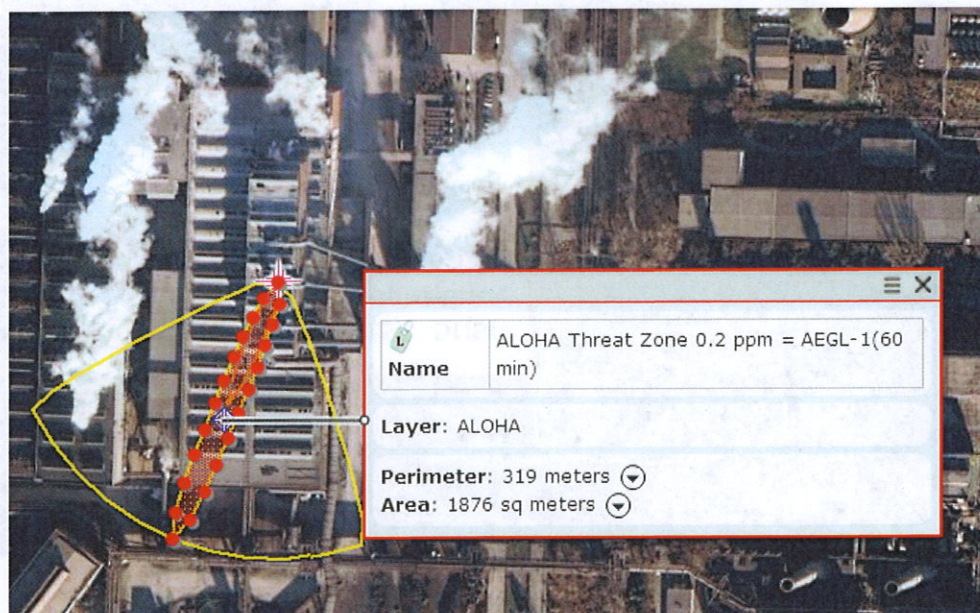 L
Name
ALOHA Threat Zone 0.2 ppm = AEGL-1(60
min)
Layer: ALOHA
Perimeter: 319 meters
Area: 1876 sq meters